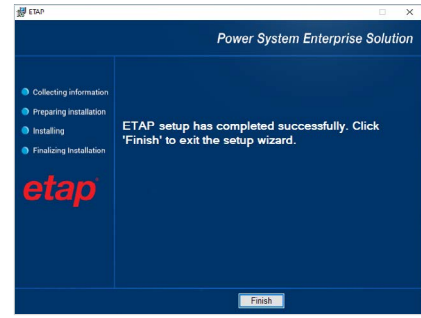 ETAP
Power System Enterprise Solution
Collecting information
Preparing installation
Installing
Finalizing Installation
ETAP setup has completed successfully. Click
'Finish' to exit the setup wizard.
etap
Finish